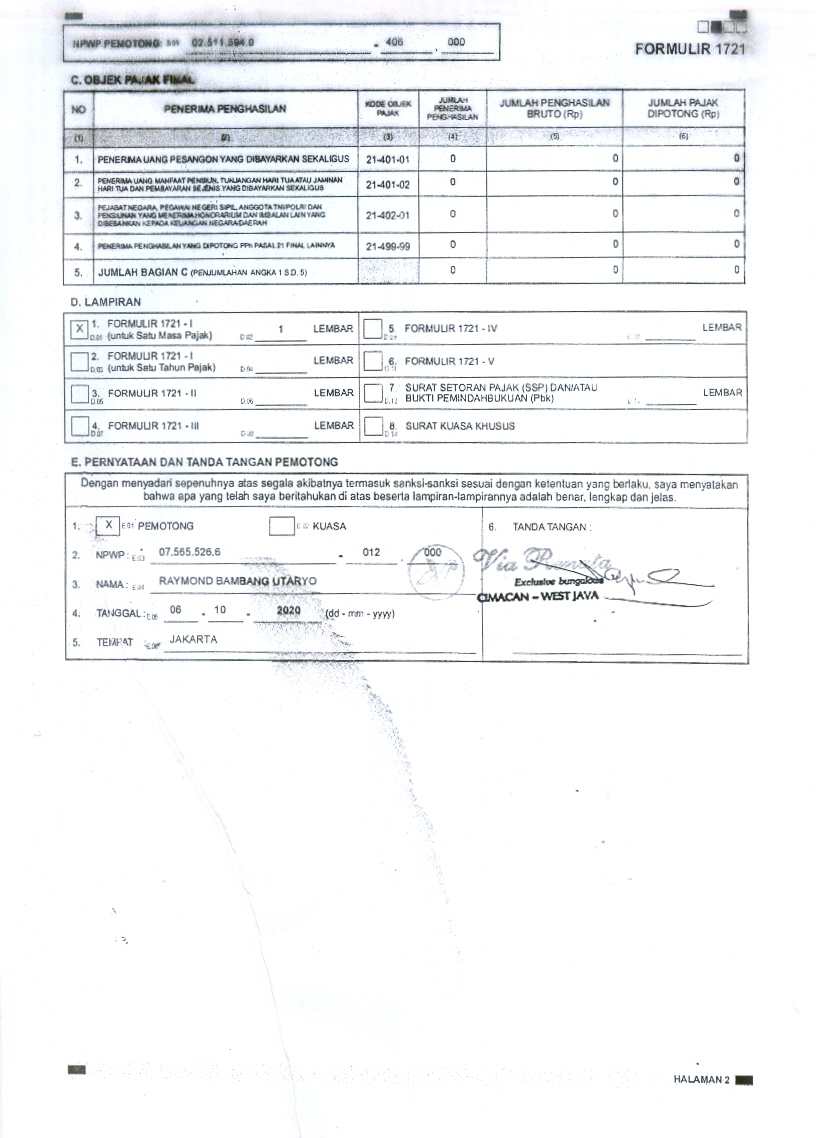 NPWP PEMOTONG: 02.511.594.0 - 406 . 000
FORMULIR 1721
C. OBJEK PAJAK FINAL
NO PENERIMA PENGHASILAN KODE OBJEK PAJAK JUMLAH PENERIMA PENGHASILAN JUMLAH PENGHASILAN BRUTO (Rp) JUMLAH PAJAK DIPOTONG (Rp)
(1) (2) (3) (4) (5) (6)
1. PENERIMA UANG PESANGON YANG DIBAYARKAN SEKALIGUS 21-401-01 0 0 0
2. PENERIMA UANG MANFAAT PENSIUN, TUNJANGAN HARI TUA ATAU JAMINAN
HARI TUA DAN PEMBAYARAN SEJENIS YANG DIBAYARKAN SEKALIGUS 21-401-02 0 0 0
3. PEJABAT NEGARA, PEGAWAI NEGERI SIPIL, ANGGOTA TNI/POLRI DAN
PENSIUNAN YANG MENERIMA HONORARIUM DAN IMBALAN LAIN YANG
DIBEBANKAN KEPADA KEUANGAN NEGARA/DAERAH 21-402-01 0 0 0
4. PENERIMA PENGHASILAN YANG DIPOTONG PPh PASAL 21 FINAL LAINNYA 21-499-99 0 0 0
5. JUMLAH BAGIAN C (PENJUMLAHAN ANGKA 1 S.D. 5) 0 0 0
D. LAMPIRAN
X D.01 1. FORMULIR 1721 - I
(untuk Satu Masa Pajak) D.02 1 LEMBAR
5. FORMULIR 1721 - IV LEMBAR
D.03 2. FORMULIR 1721 - I
(untuk Satu Tahun Pajak) D.04 LEMBAR
6. FORMULIR 1721 - V
D.05 3. FORMULIR 1721 - II D.06 LEMBAR
D.12 7. SURAT SETORAN PAJAK (SSP) DAN/ATAU
BUKTI PEMINDAHBUKUAN (Pbk) LEMBAR
D.07 4. FORMULIR 1721 - III D.08 LEMBAR
D.14 8. SURAT KUASA KHUSUS
E. PERNYATAAN DAN TANDA TANGAN PEMOTONG
Dengan menyadari sepenuhnya atas segala akibatnya termasuk sanksi-sanksi sesuai dengan ketentuan yang berlaku, saya menyatakan
bahwa apa yang telah saya beritahukan di atas beserta lampiran-lampirannya adalah benar, lengkap dan jelas.
1. X E.01 PEMOTONG E.02 KUASA
6. TANDA TANGAN :
2. NPWP : E.03 07.565.526.6 - 012 . 000
3. NAMA : E.04 RAYMOND BAMBANG UTARYO
Via
Exclusive bungalows
CIMACAN - WEST JAVA
4. TANGGAL : E.05 06 - 10 - 2020 (dd - mm - yyyy)
5. TEMPAT JAKARTA
HALAMAN 2